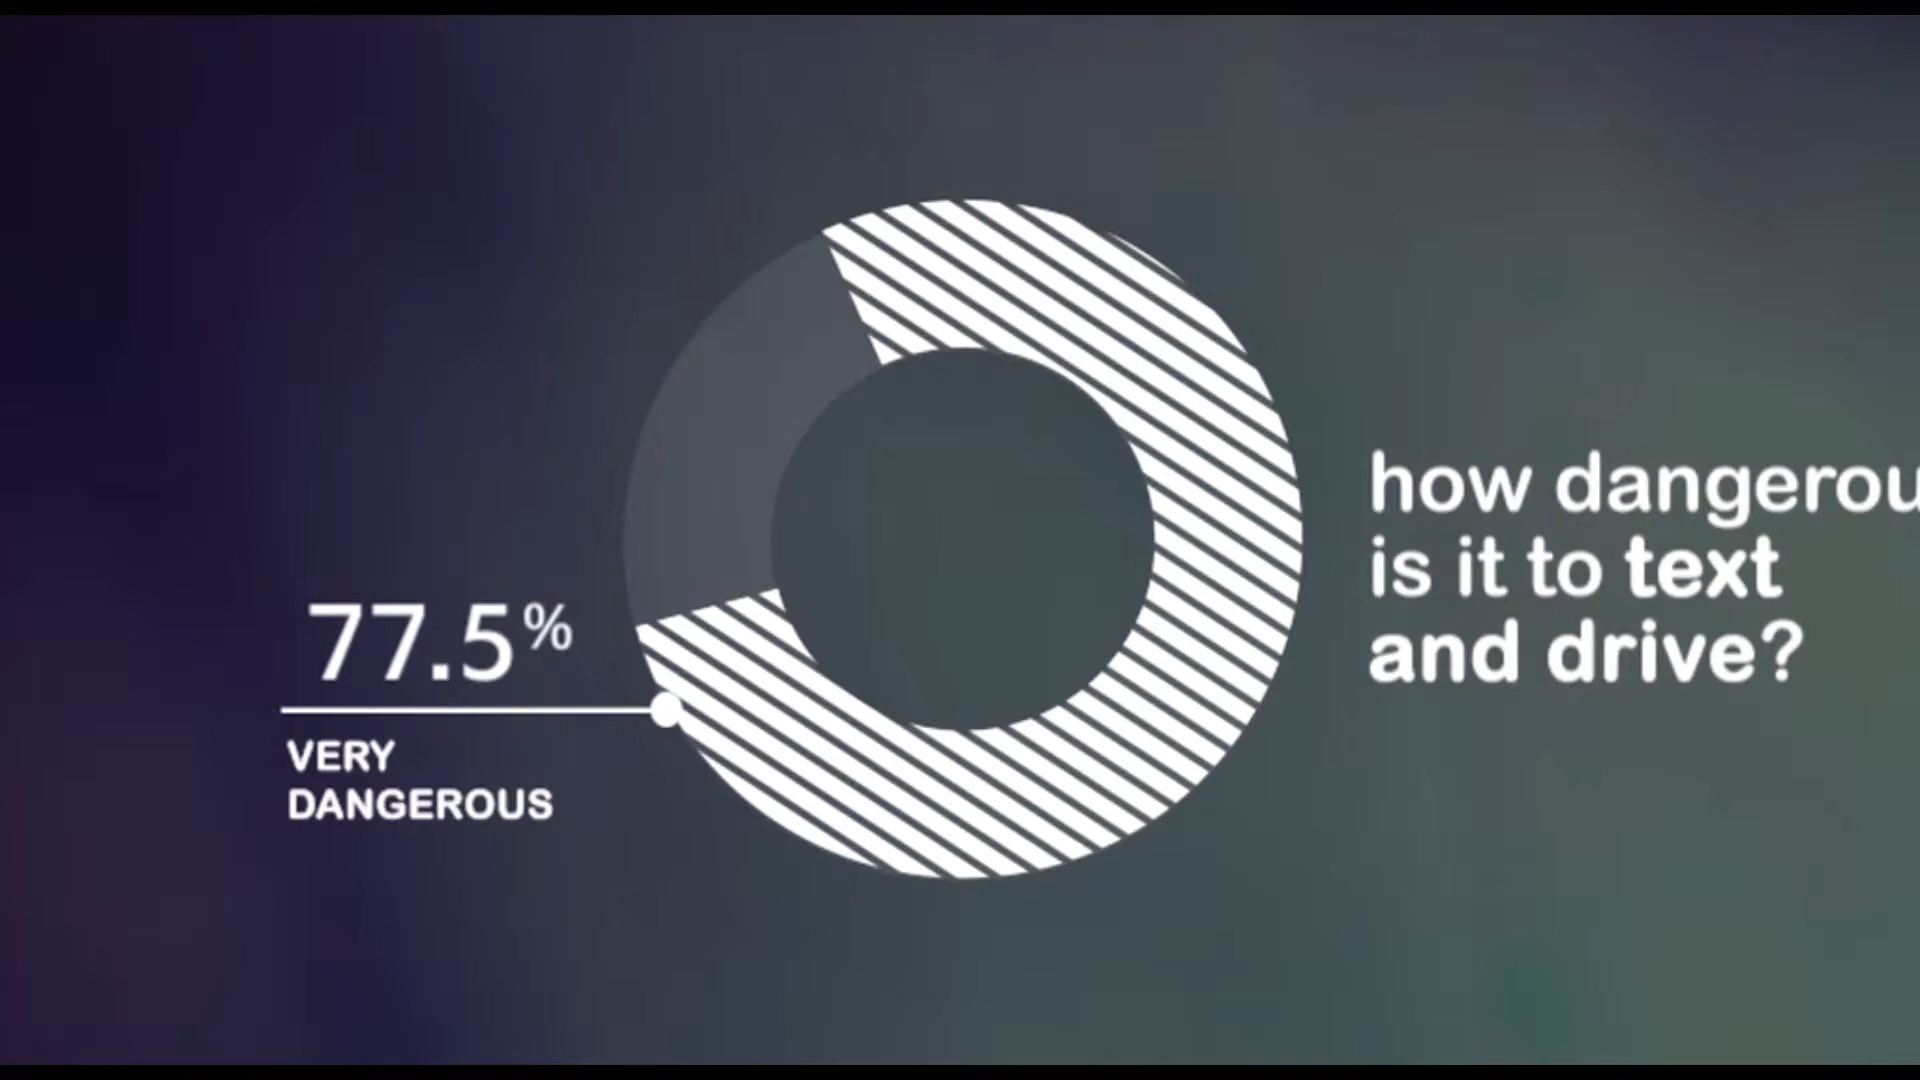 77.5%
VERY
DANGEROUS
how dangerou
is it to text
and drive?